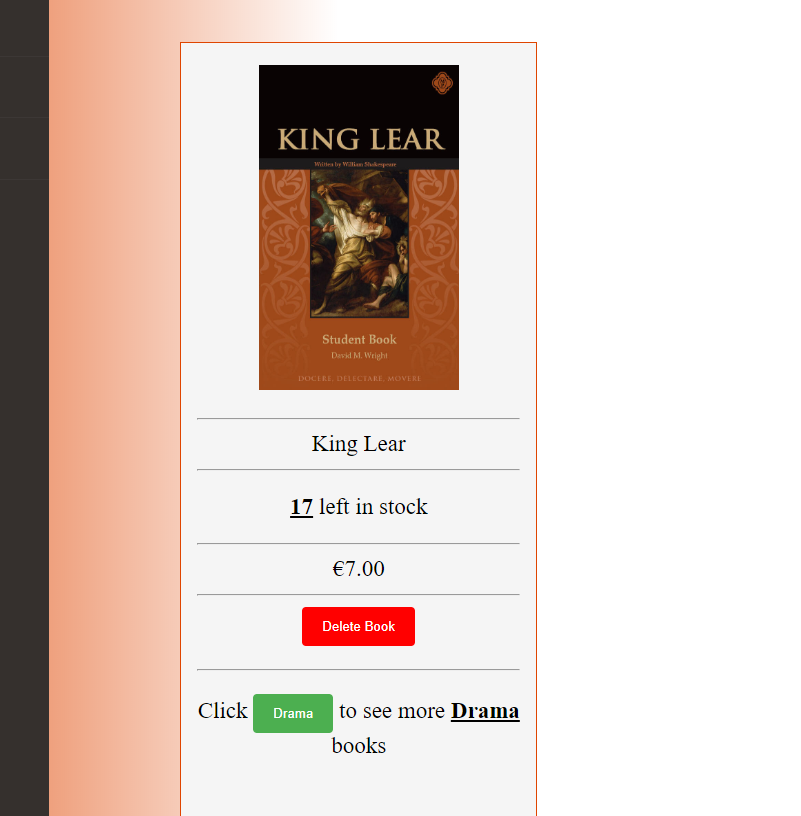 KING LEAR
Written by William Shakespeare
Student Book
David M. Wright
DOCERE, DELECTARE, MOVERE
King Lear
17 left in stock
€7.00
Delete Book
Click Drama to see more Drama
books